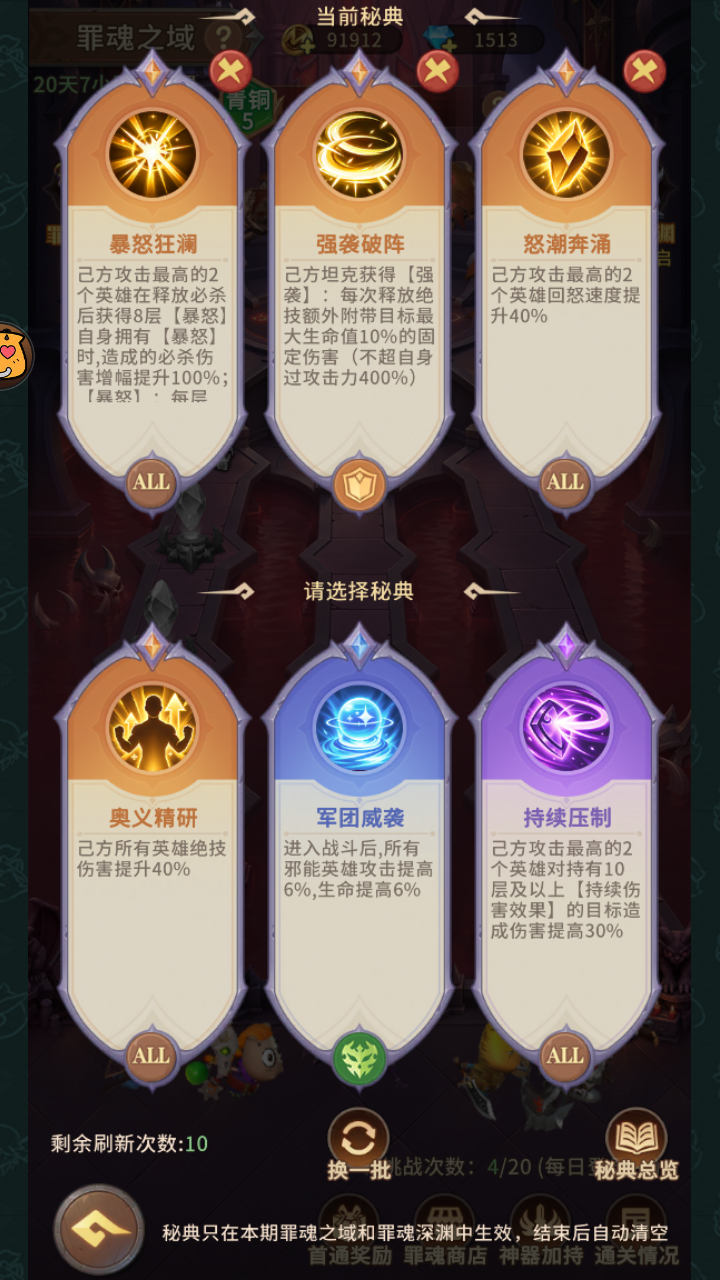 当前秘典
罪魂之域
?
91912
1513
20天7小
青铜
5
暴怒狂澜
己方攻击最高的2
个英雄在释放必杀
后获得8层【暴怒】
自身拥有【暴怒】
时,造成的必杀伤
害增幅提升100%;
【暴怒】：每层
ALL
强袭破阵
己方坦克获得【强
袭】：每次释放绝
技额外附带目标最
大生命值10%的固
定伤害（不超自身
过攻击力400%）
怒潮奔涌
己方攻击最高的2
个英雄回怒速度提
升40%
ALL
请选择秘典
奥义精研
己方所有英雄绝技
伤害提升40%
ALL
军团威袭
进入战斗后,所有
邪能英雄攻击提高
6%,生命提高6%
持续压制
己方攻击最高的2
个英雄对持有10
层及以上【持续伤
害效果】的目标造
成伤害提高30%
ALL
剩余刷新次数:10
换一批
挑战次数：4/20 (每日
秘典总览
秘典只在本期罪魂之域和罪魂深渊中生效，结束后自动清空
首通奖励 罪魂商店 神器加持 通关情况